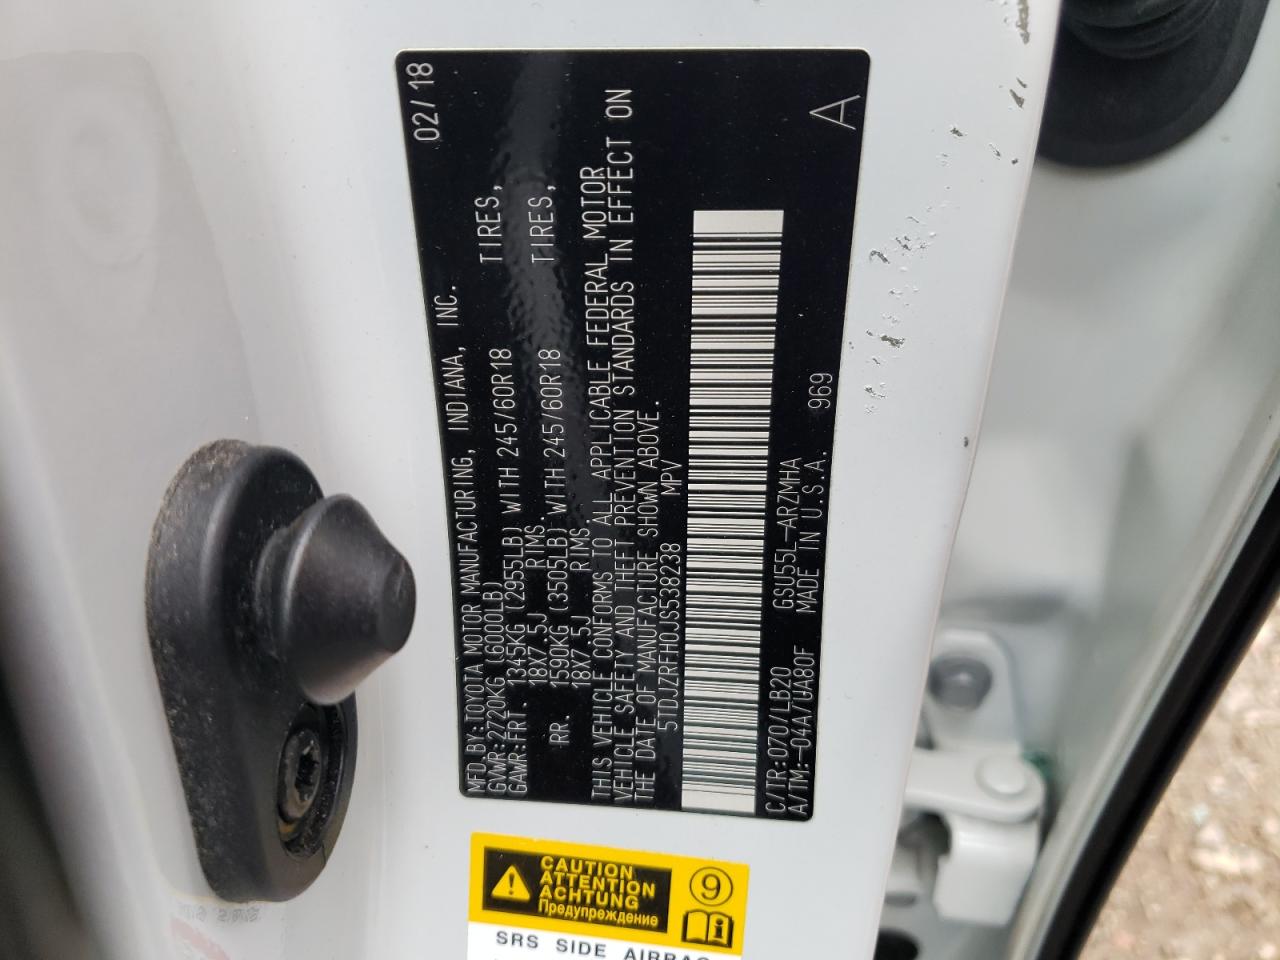 MFD.BY:TOYOTA MOTOR MANUFACTURING, INDIANA, INC. 02/18
GVWR:2720KG (6000LB)
GAWR:FRT. 1345KG (2955LB) WITH 245/60R18 TIRES,
18X7.5J RIMS.
RR. 1590KG (3505LB) WITH 245/60R18 TIRES,
18X7.5J RIMS.
THIS VEHICLE CONFORMS TO ALL APPLICABLE FEDERAL MOTOR
VEHICLE SAFETY AND THEFT PREVENTION STANDARDS IN EFFECT ON
THE DATE OF MANUFACTURE SHOWN ABOVE.
5TDJZRFH0JS538238 MPV
C/TR:070/LB20 GSU55L-ARZMHA 969 A
A/TM:-04A/UA80F MADE IN U.S.A.
CAUTION
ATTENTION
ACHTUNG
Предупреждение
9
SRS SIDE AIRBAG